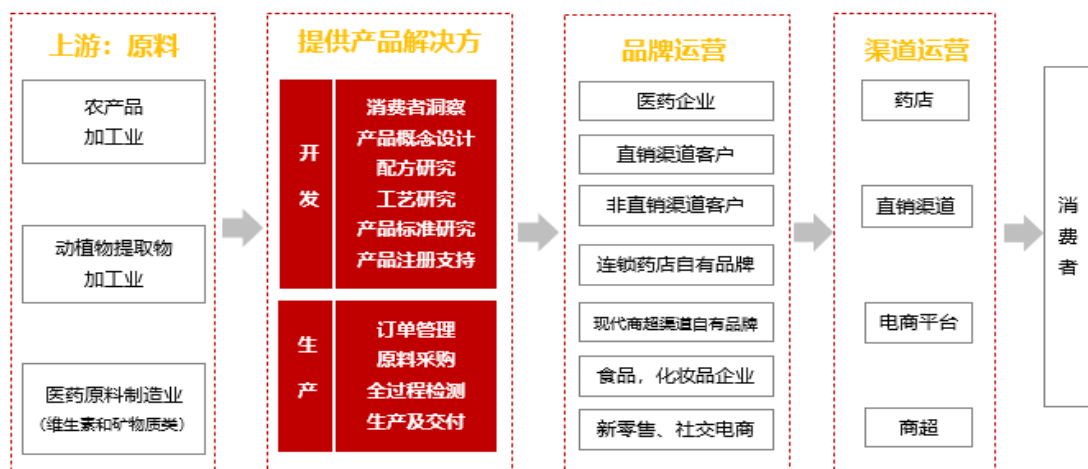 上游：原料
农产品
加工业
动植物提取物
加工业
医药原料制造业
（维生素和矿物质类）
提供产品解决方
开
发
消费者洞察
产品概念设计
配方研究
工艺研究
产品标准研究
产品注册支持
生
产
订单管理
原料采购
全过程检测
生产及交付
品牌运营
医药企业
直销渠道客户
非直销渠道客户
连锁药店自有品牌
现代商超渠道自有品牌
食品，化妆品企业
新零售、社交电商
渠道运营
药店
直销渠道
电商平台
商超
消
费
者